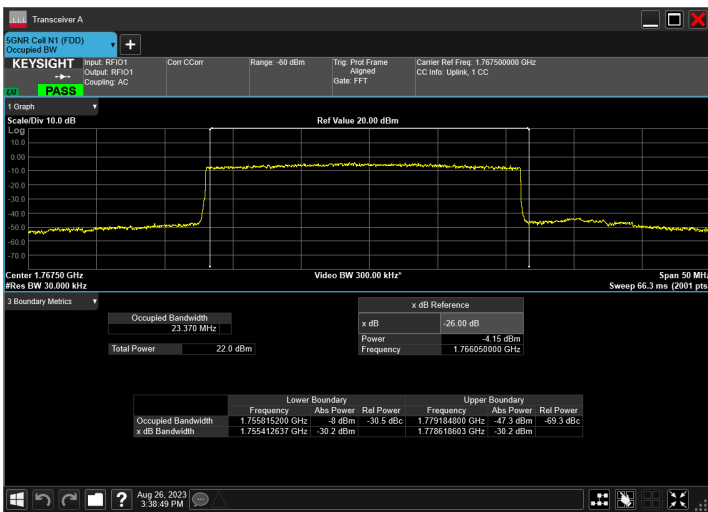 Transceiver A
5GNR Cell N1 (FDD)
Occupied BW
+
KEYSIGHT
LXI
PASS
Input: RFIO1
Output: RFIO1
Coupling: AC
Corr CCorr
Range: -60 dBm
Trig: Prot Frame
Aligned
Gate: FFT
Carrier Ref Freq: 1.767500000 GHz
CC Info: Uplink, 1 CC
1 Graph
Scale/Div 10.0 dB
Ref Value 20.00 dBm
Log
10.0
0.00
-10.0
-20.0
-30.0
-40.0
-50.0
-60.0
-70.0
Center 1.76750 GHz
Video BW 300.00 kHz*
Span 50 MHz
#Res BW 30.000 kHz
Sweep 66.3 ms (2001 pts
3 Boundary Metrics
Occupied Bandwidth
23.370 MHz
Total Power 22.0 dBm
x dB Reference
x dB -26.00 dB
Power -4.15 dBm
Frequency 1.766050000 GHz
Lower Boundary Upper Boundary
Frequency Abs Power Rel Power Frequency Abs Power Rel Power
Occupied Bandwidth 1.755815200 GHz -8 dBm -30.5 dBc 1.779184800 GHz -47.3 dBm -69.3 dBc
x dB Bandwidth 1.755412637 GHz -30.2 dBm 1.778618603 GHz -30.2 dBm
?
Aug 26, 2023
3:38:49 PM